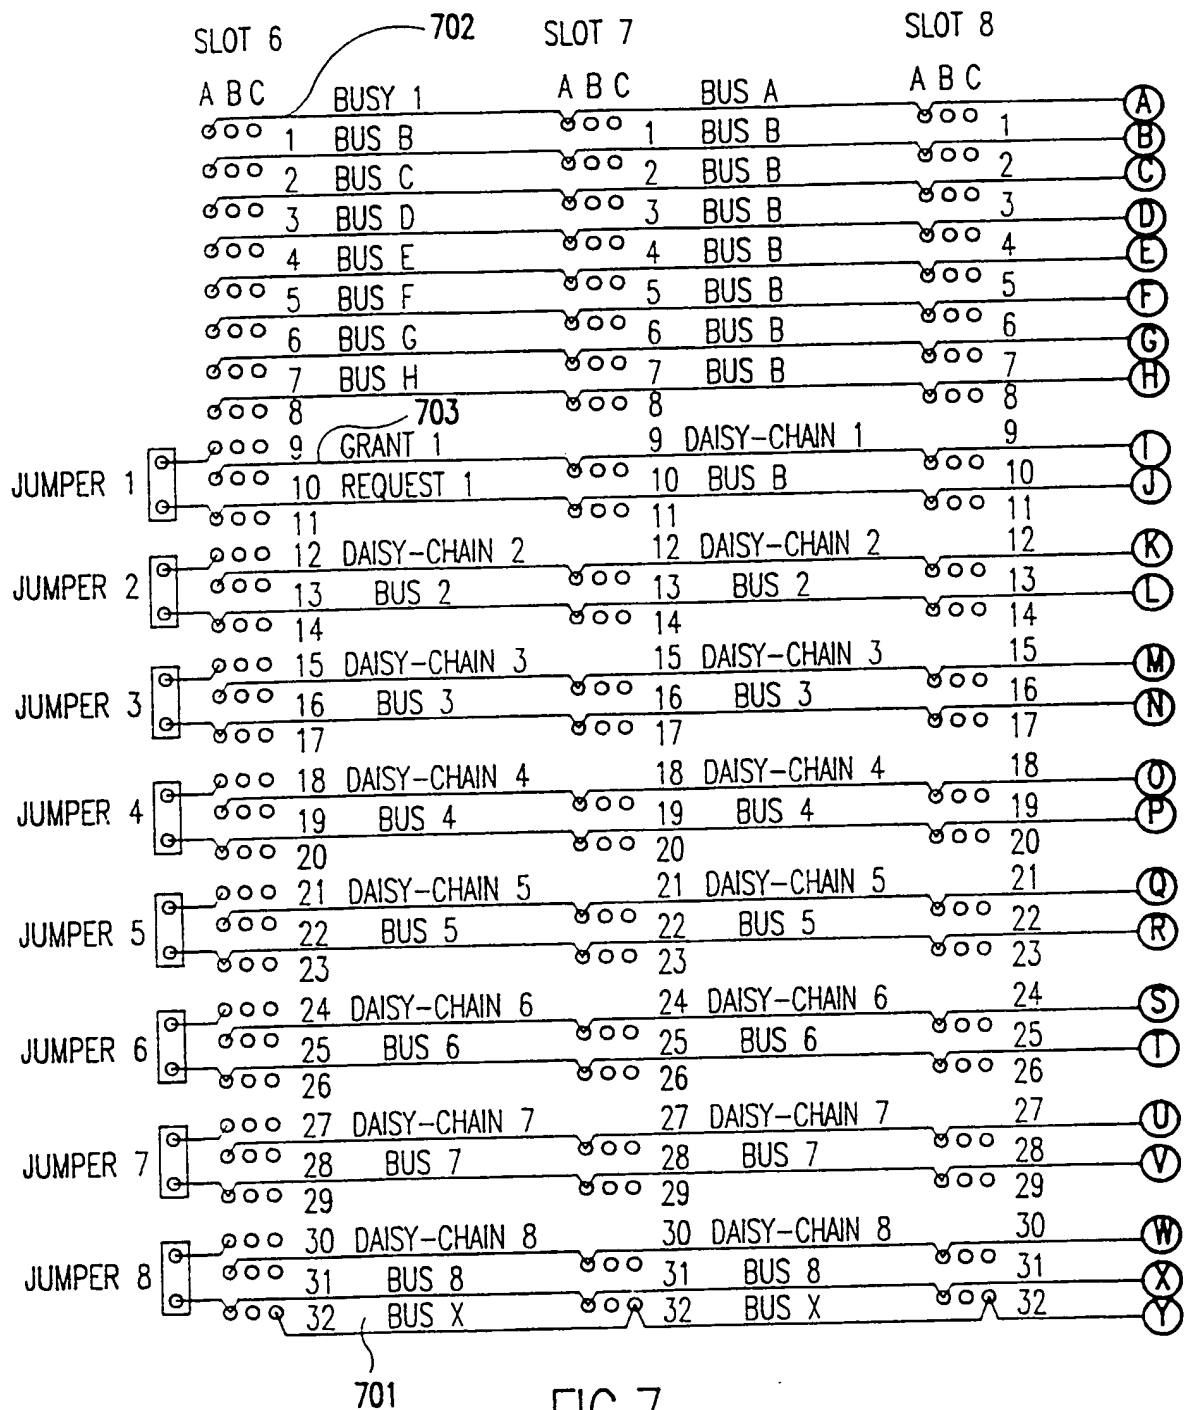 SLOT 6 702 SLOT 7 SLOT 8
A B C BUSY 1 A B C BUS A A B C A
1 BUS B 1 BUS B 1 B
2 BUS C 2 BUS B 2 C
3 BUS D 3 BUS B 3 D
4 BUS E 4 BUS B 4 E
5 BUS F 5 BUS B 5 F
6 BUS G 6 BUS B 6 G
7 BUS H 7 BUS B 7 H
8 703 8 8
9 GRANT 1 9 DAISY-CHAIN 1 9 I
JUMPER 1 10 REQUEST 1 10 BUS B 10 J
11 11 11
12 DAISY-CHAIN 2 12 DAISY-CHAIN 2 12 K
JUMPER 2 13 BUS 2 13 BUS 2 13 L
14 14 14
15 DAISY-CHAIN 3 15 DAISY-CHAIN 3 15 M
JUMPER 3 16 BUS 3 16 BUS 3 16 N
17 17 17
18 DAISY-CHAIN 4 18 DAISY-CHAIN 4 18 O
JUMPER 4 19 BUS 4 19 BUS 4 19 P
20 20 20
21 DAISY-CHAIN 5 21 DAISY-CHAIN 5 21 Q
JUMPER 5 22 BUS 5 22 BUS 5 22 R
23 23 23
24 DAISY-CHAIN 6 24 DAISY-CHAIN 6 24 S
JUMPER 6 25 BUS 6 25 BUS 6 25 T
26 26 26
27 DAISY-CHAIN 7 27 DAISY-CHAIN 7 27 U
JUMPER 7 28 BUS 7 28 BUS 7 28 V
29 29 29
30 DAISY-CHAIN 8 30 DAISY-CHAIN 8 30 W
JUMPER 8 31 BUS 8 31 BUS 8 31 X
32 BUS X 32 BUS X 32 Y
701
FIG. 7